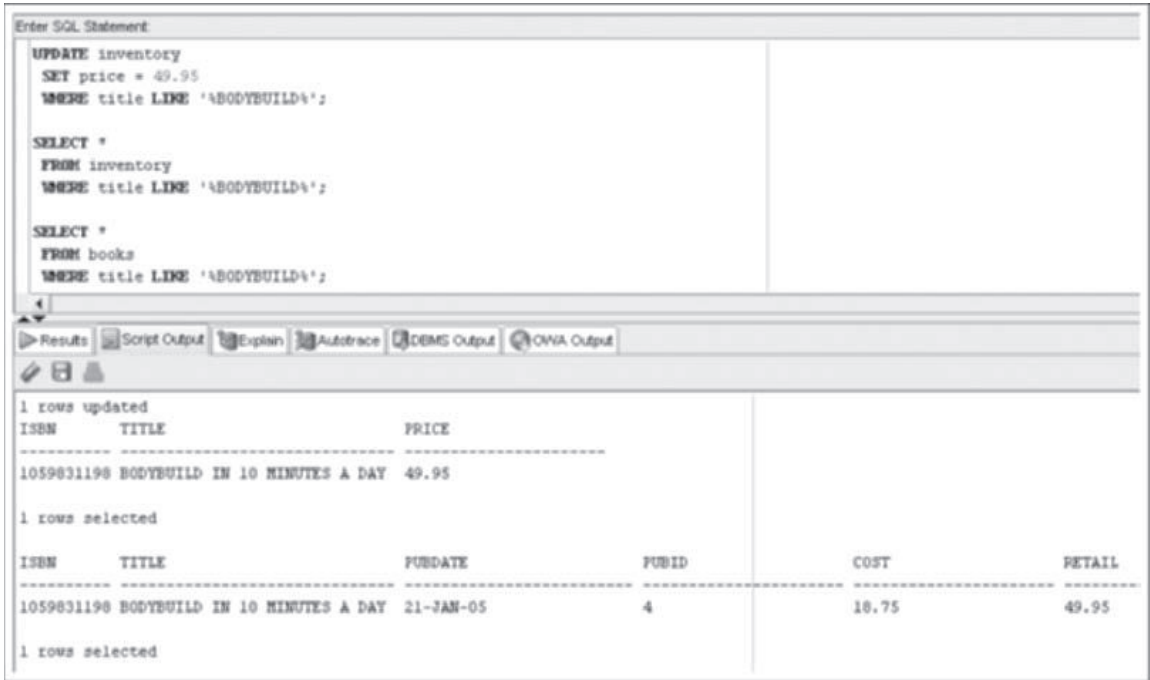 Enter SQL Statement:
UPDATE inventory
SET price = 49.95
WHERE title LIKE '%BODYBUILD%';
SELECT *
FROM inventory
WHERE title LIKE '%BODYBUILD%';
SELECT *
FROM books
WHERE title LIKE '%BODYBUILD%';
Results Script Output Explain Autotrace DBMS Output OWA Output
1 rows updated
ISBN TITLE PRICE
---------- ------------------------------ ----------------------
1059831198 BODYBUILD IN 10 MINUTES A DAY 49.95
1 rows selected
ISBN TITLE PUBDATE PUBID COST RETAIL
---------- ------------------------------ ------------------------- ---------------------- ---------------------- --------
1059831198 BODYBUILD IN 10 MINUTES A DAY 21-JAN-05 4 18.75 49.95
1 rows selected